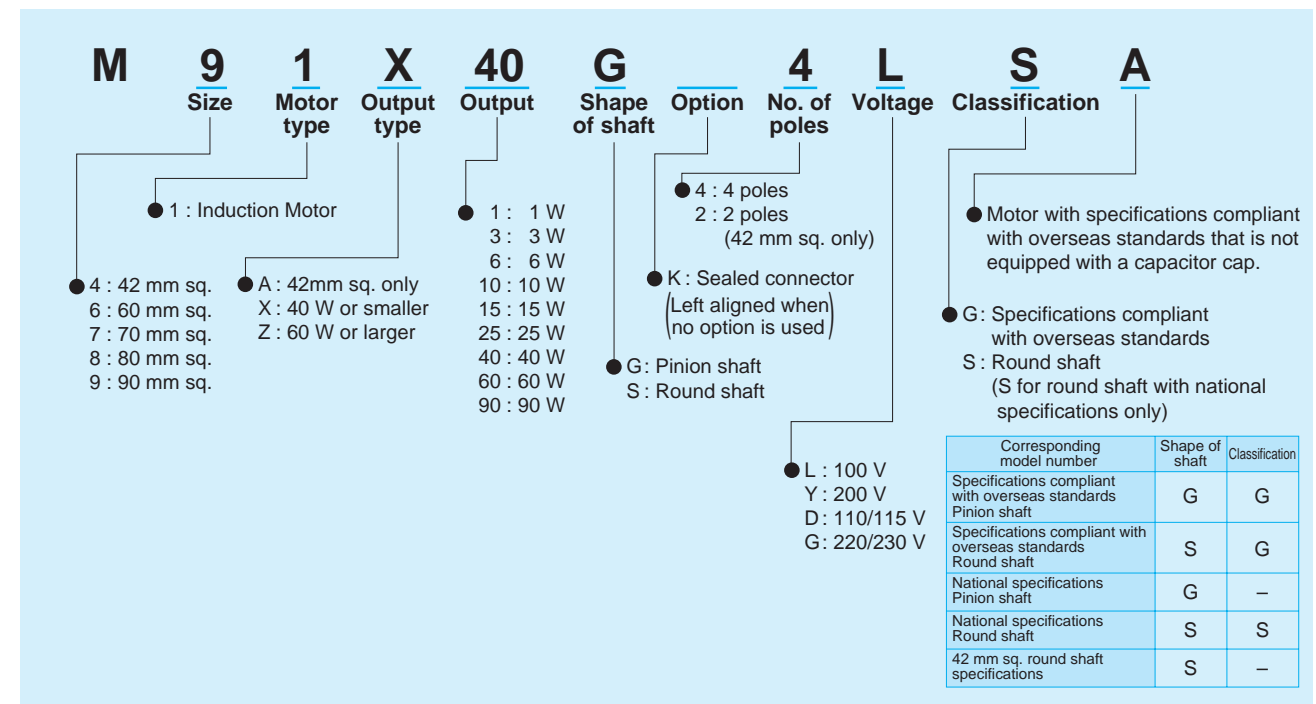 M 9 1 X 40 G 4 L S A
Size Motor type Output type Output Shape of shaft Option No. of poles Voltage Classification
4 : 42 mm sq.
6 : 60 mm sq.
7 : 70 mm sq.
8 : 80 mm sq.
9 : 90 mm sq.
1 : Induction Motor
A : 42mm sq. only
X : 40 W or smaller
Z : 60 W or larger
1 : 1 W
3 : 3 W
6 : 6 W
10 : 10 W
15 : 15 W
25 : 25 W
40 : 40 W
60 : 60 W
90 : 90 W
G : Pinion shaft
S : Round shaft
K : Sealed connector
(Left aligned when
no option is used)
4 : 4 poles
2 : 2 poles
(42 mm sq. only)
L : 100 V
Y : 200 V
D : 110/115 V
G : 220/230 V
G : Specifications compliant
with overseas standards
S : Round shaft
(S for round shaft with national
specifications only)
Motor with specifications compliant
with overseas standards that is not
equipped with a capacitor cap.
Corresponding
model number
Shape of
shaft
Classification
Specifications compliant
with overseas standards
Pinion shaft
G G
Specifications compliant with
overseas standards
Round shaft
S G
National specifications
Pinion shaft
G –
National specifications
Round shaft
S S
42 mm sq. round shaft
specifications
S –